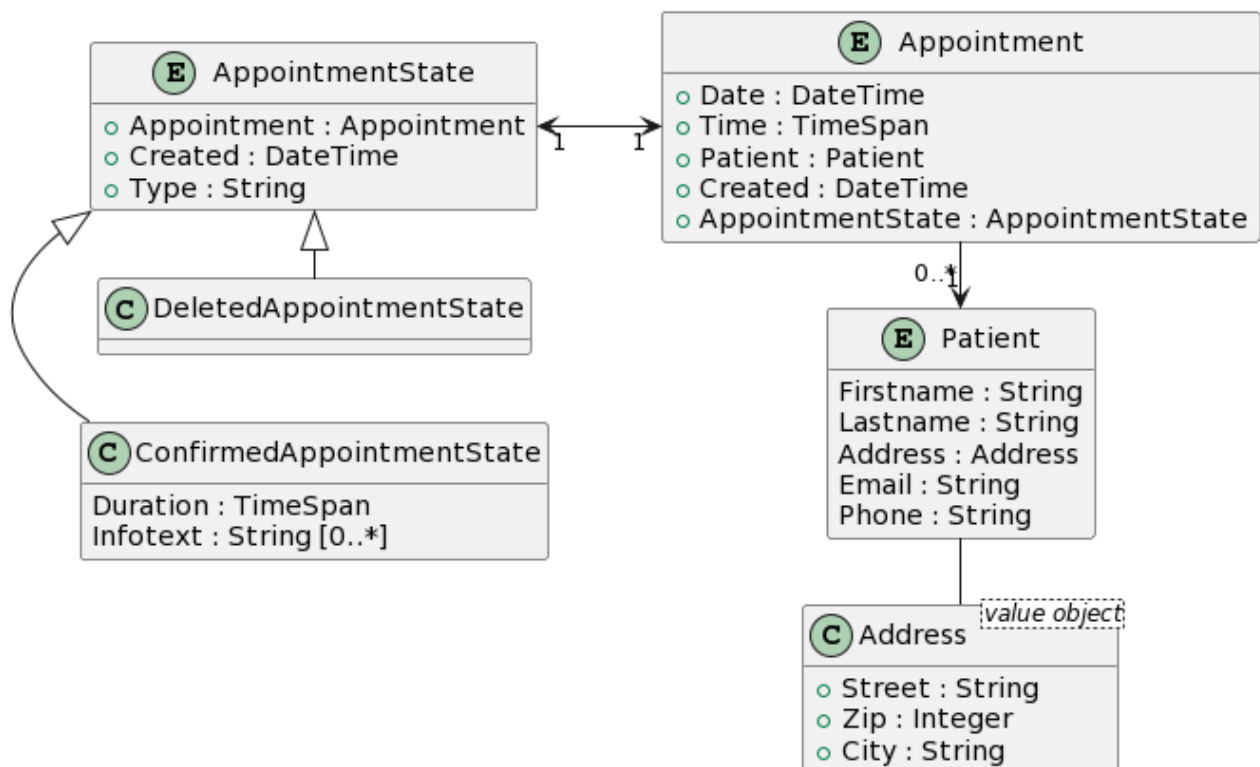 E AppointmentState
Appointment : Appointment
Created : DateTime
Type : String
1 1
E Appointment
Date : DateTime
Time : TimeSpan
Patient : Patient
Created : DateTime
AppointmentState : AppointmentState
C DeletedAppointmentState
0..*
1
C ConfirmedAppointmentState
Duration : TimeSpan
Infotext : String [0..*]
E Patient
Firstname : String
Lastname : String
Address : Address
Email : String
Phone : String
value object
C Address
Street : String
Zip : Integer
City : String